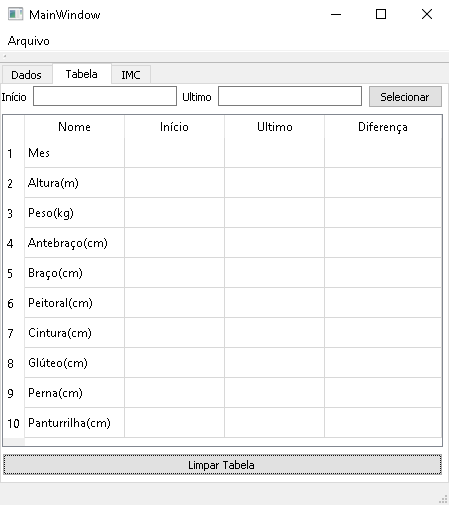 MainWindow
Arquivo
Dados Tabela IMC
Início Ultimo Selecionar
Nome Início Ultimo Diferença
1 Mes
2 Altura(m)
3 Peso(kg)
4 Antebraço(cm)
5 Braço(cm)
6 Peitoral(cm)
7 Cintura(cm)
8 Glúteo(cm)
9 Perna(cm)
10 Panturrilha(cm)
Limpar Tabela